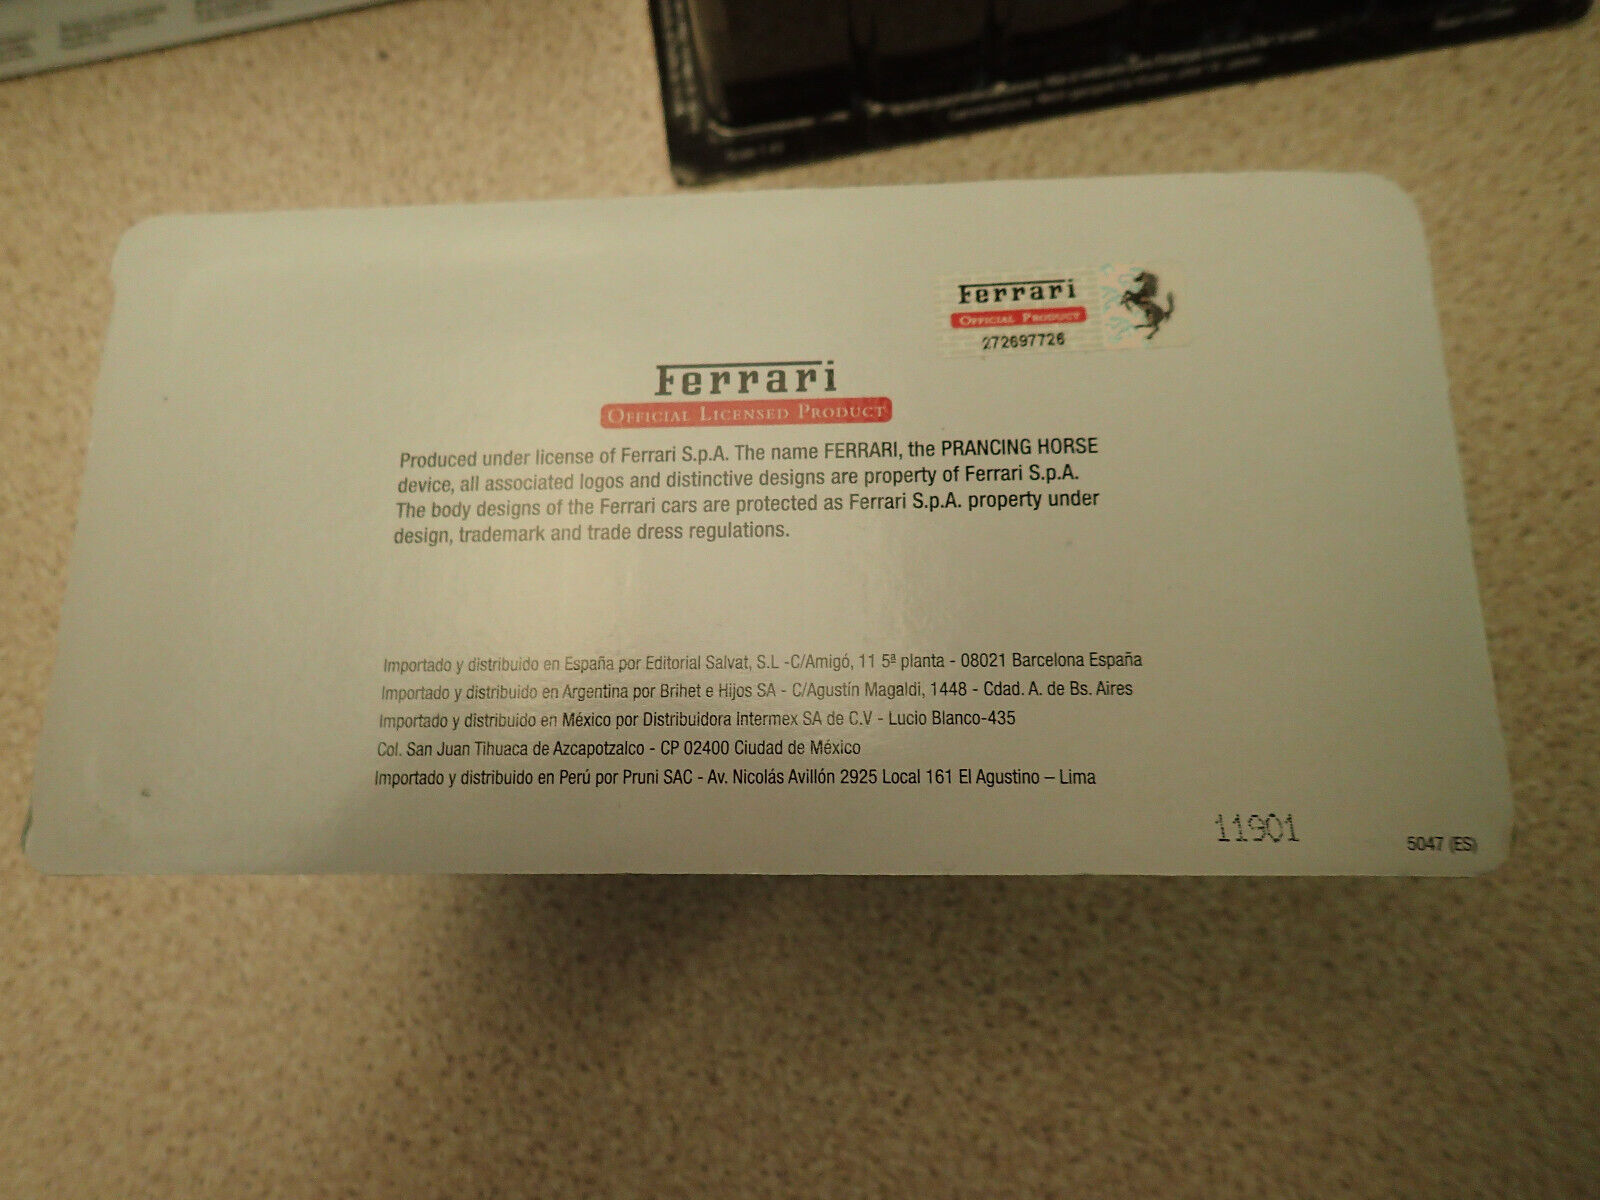 Ferrari
OFFICIAL PRODUCT
272697726
Ferrari
OFFICIAL LICENSED PRODUCT
Produced under license of Ferrari S.p.A. The name FERRARI, the PRANCING HORSE
device, all associated logos and distinctive designs are property of Ferrari S.p.A.
The body designs of the Ferrari cars are protected as Ferrari S.p.A. property under
design, trademark and trade dress regulations.
Importado y distribuido en España por Editorial Salvat, S.L -C/Amigó, 11 5ª planta - 08021 Barcelona España
Importado y distribuido en Argentina por Brihet e Hijos SA - C/Agustín Magaldi, 1448 - Cdad. A. de Bs. Aires
Importado y distribuido en México por Distribuidora Intermex SA de C.V - Lucio Blanco-435
Col. San Juan Tihuaca de Azcapotzalco - CP 02400 Ciudad de México
Importado y distribuido en Perú por Pruni SAC - Av. Nicolás Avillón 2925 Local 161 El Agustino – Lima
11901
5047 (ES)